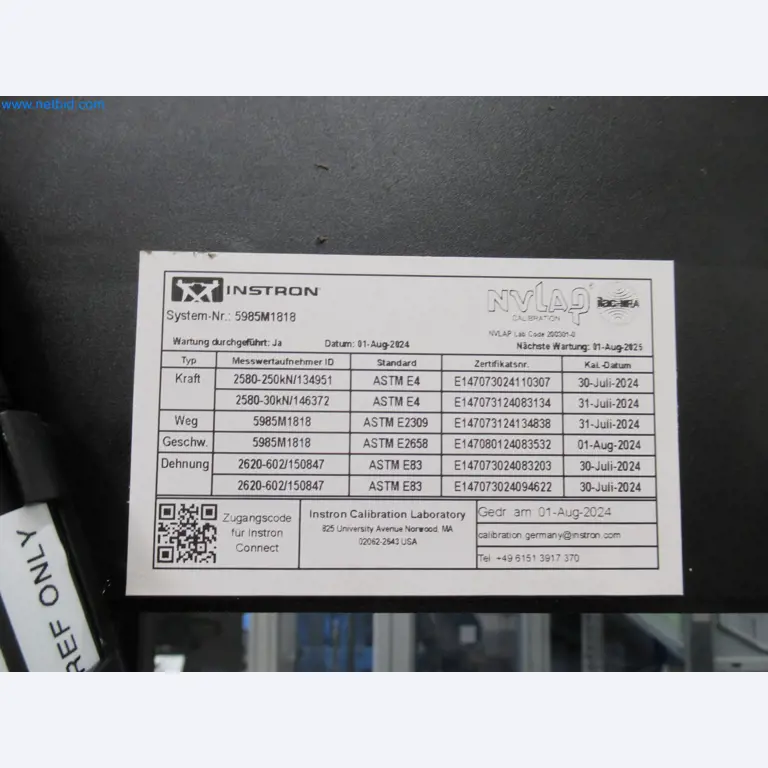 www.netbid.com
INSTRON
NVLAP
CALIBRATION
ilac-MRA
System-Nr.: 5985M1818
NVLAP Lab Code 200301-0
Wartung durchgeführt: Ja Datum: 01-Aug-2024 Nächste Wartung: 01-Aug-2025
Typ Messwertaufnehmer ID Standard Zertifikatsnr. Kal.-Datum
Kraft 2580-250kN/134951 ASTM E4 E147073024110307 30-Juli-2024
2580-30kN/146372 ASTM E4 E147073124083134 31-Juli-2024
Weg 5985M1818 ASTM E2309 E147073124134838 31-Juli-2024
Geschw. 5985M1818 ASTM E2658 E147080124083532 01-Aug-2024
Dehnung 2620-602/150847 ASTM E83 E147073024083203 30-Juli-2024
2620-602/150847 ASTM E83 E147073024094622 30-Juli-2024
Zugangscode
für Instron
Connect
Instron Calibration Laboratory
825 University Avenue Norwood, MA
02062-2643 USA
Gedr. am 01-Aug-2024
calibration.germany@instron.com
Tel. +49 6151 3917 370
REF ONLY